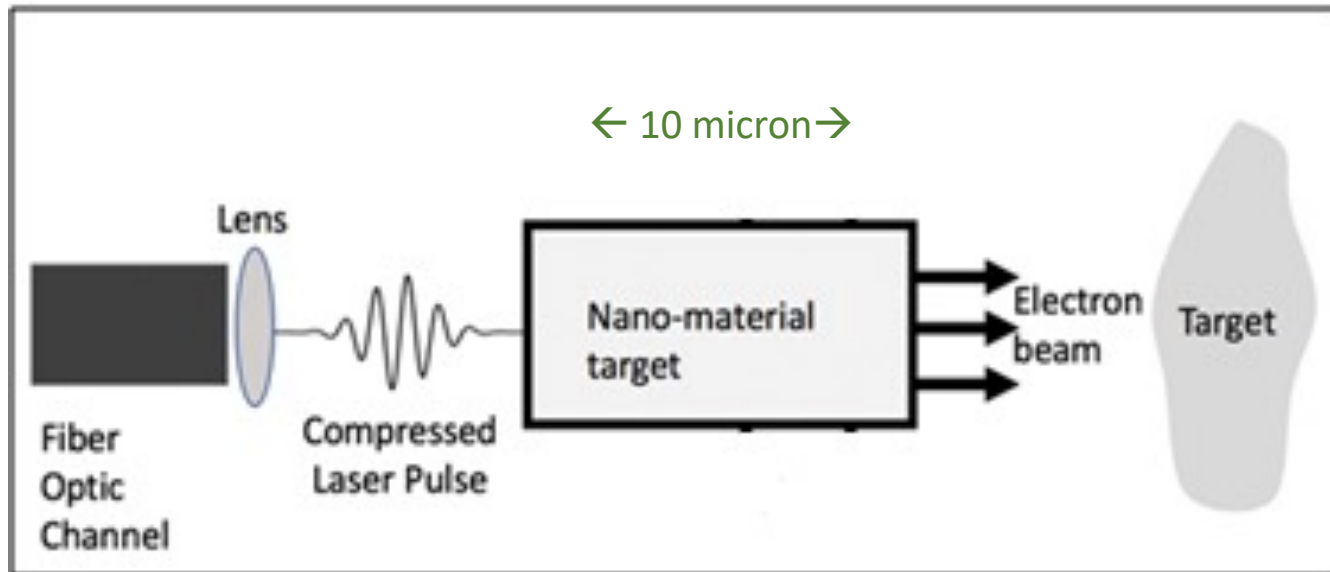 ← 10 micron→
Lens
Nano-material
target
Electron
beam
Target
Fiber
Optic
Channel
Compressed
Laser Pulse